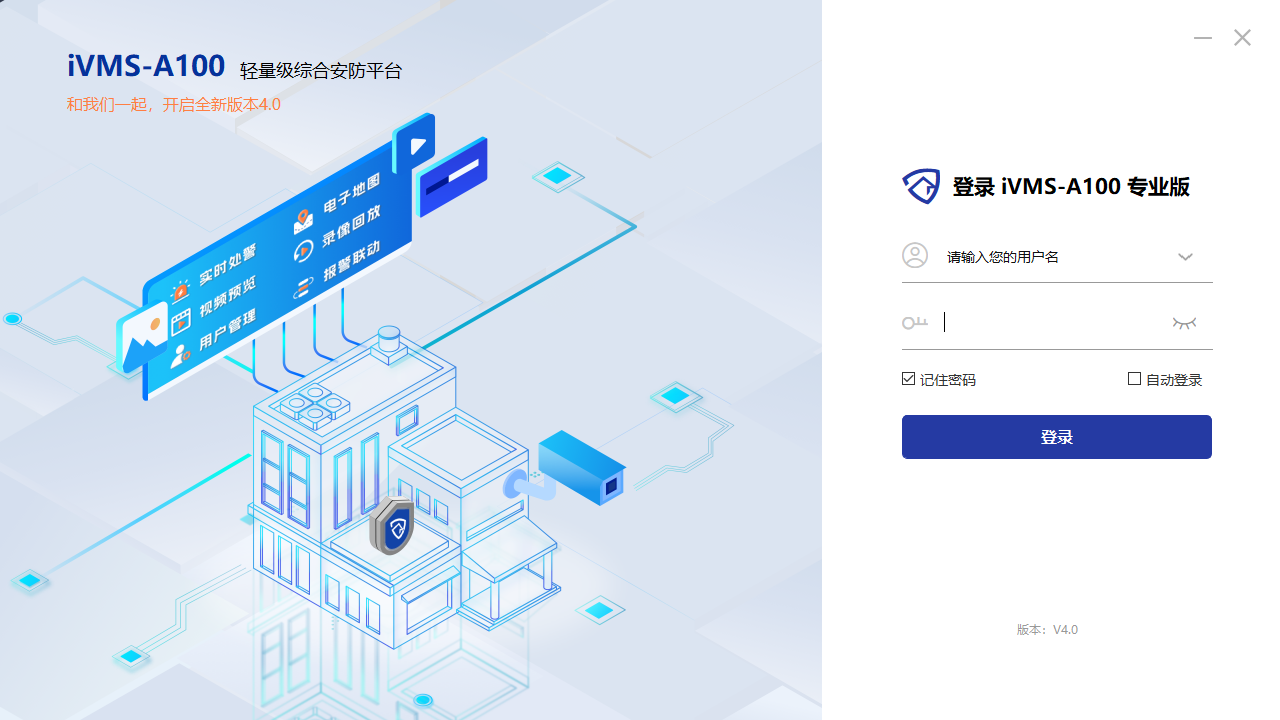 iVMS-A100 轻量级综合安防平台
和我们一起，开启全新版本4.0
实时处警
视频预览
用户管理
电子地图
录像回放
报警联动
登录 iVMS-A100 专业版
请输入您的用户名
记住密码 自动登录
登录
版本：V4.0